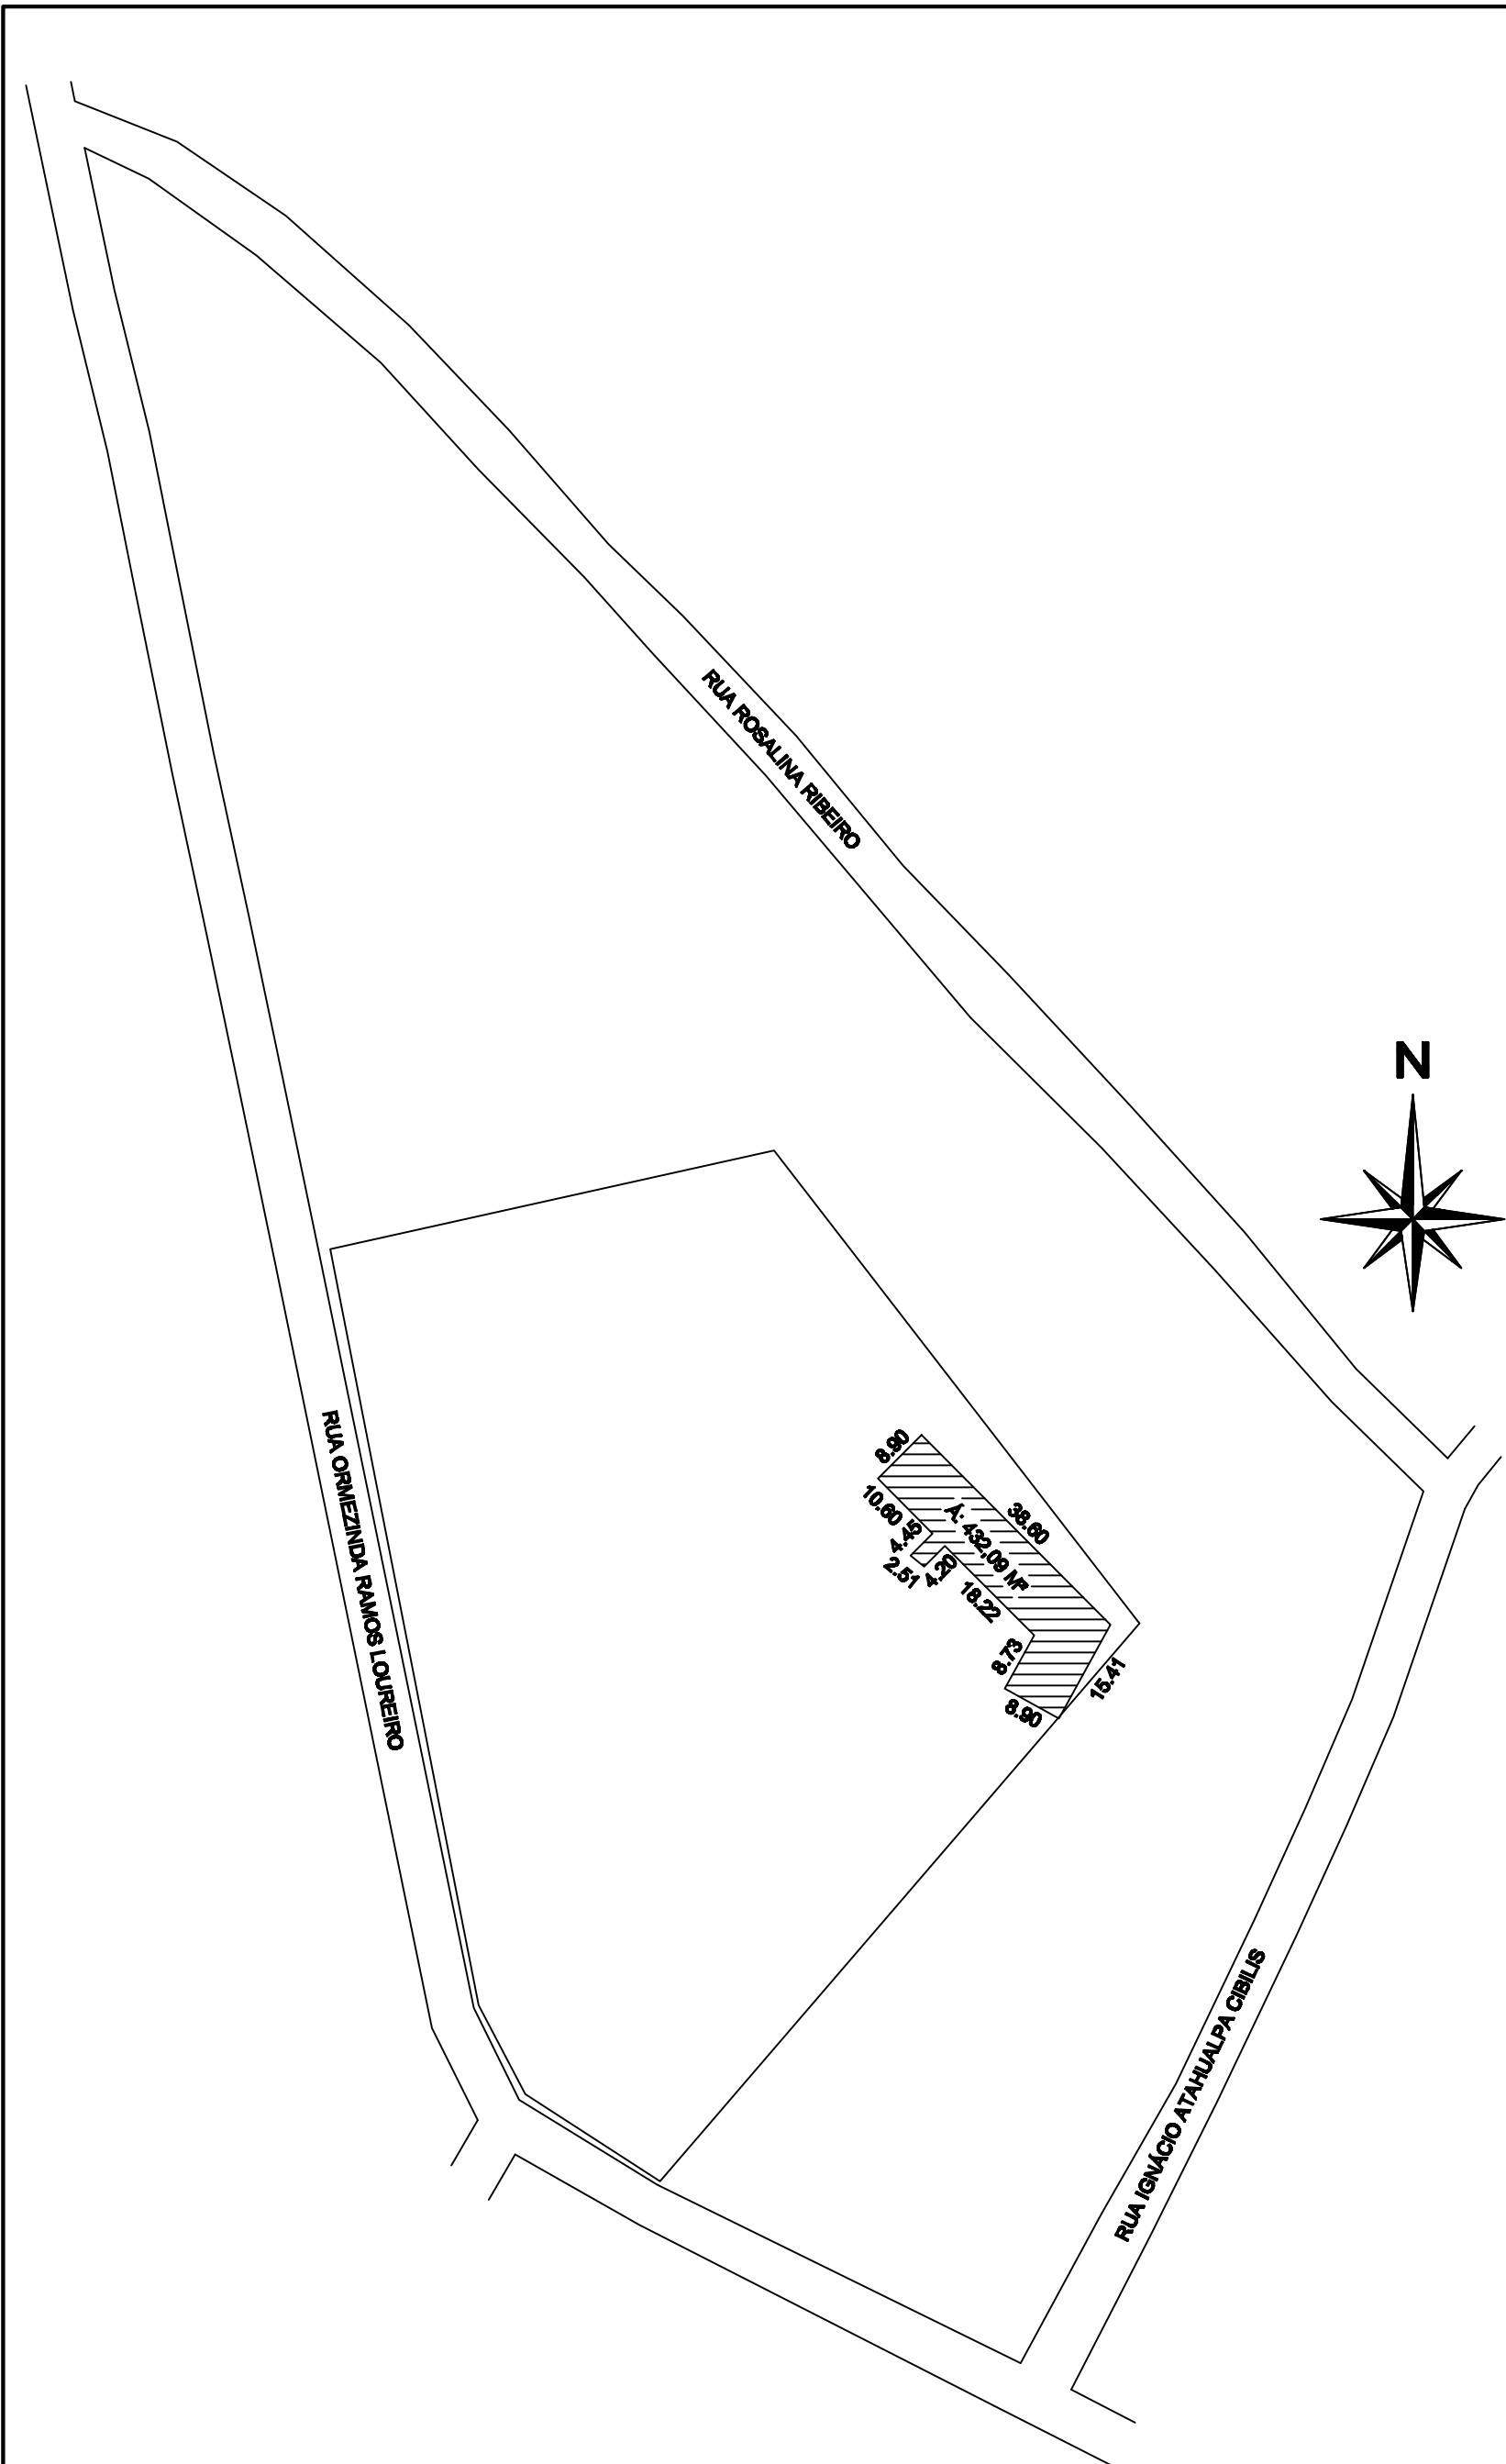 RUA ROSALINA RIBEIRO
N
8.90
38.60
10.60
A: 432,09 M²
4.45
2.51
4.20
18.22
8.73
15.41
8.90
RUA ORMEZINDA RAMOS LOUREIRO
RUA IGNÁCIO ATAHUALPA CIBILIS